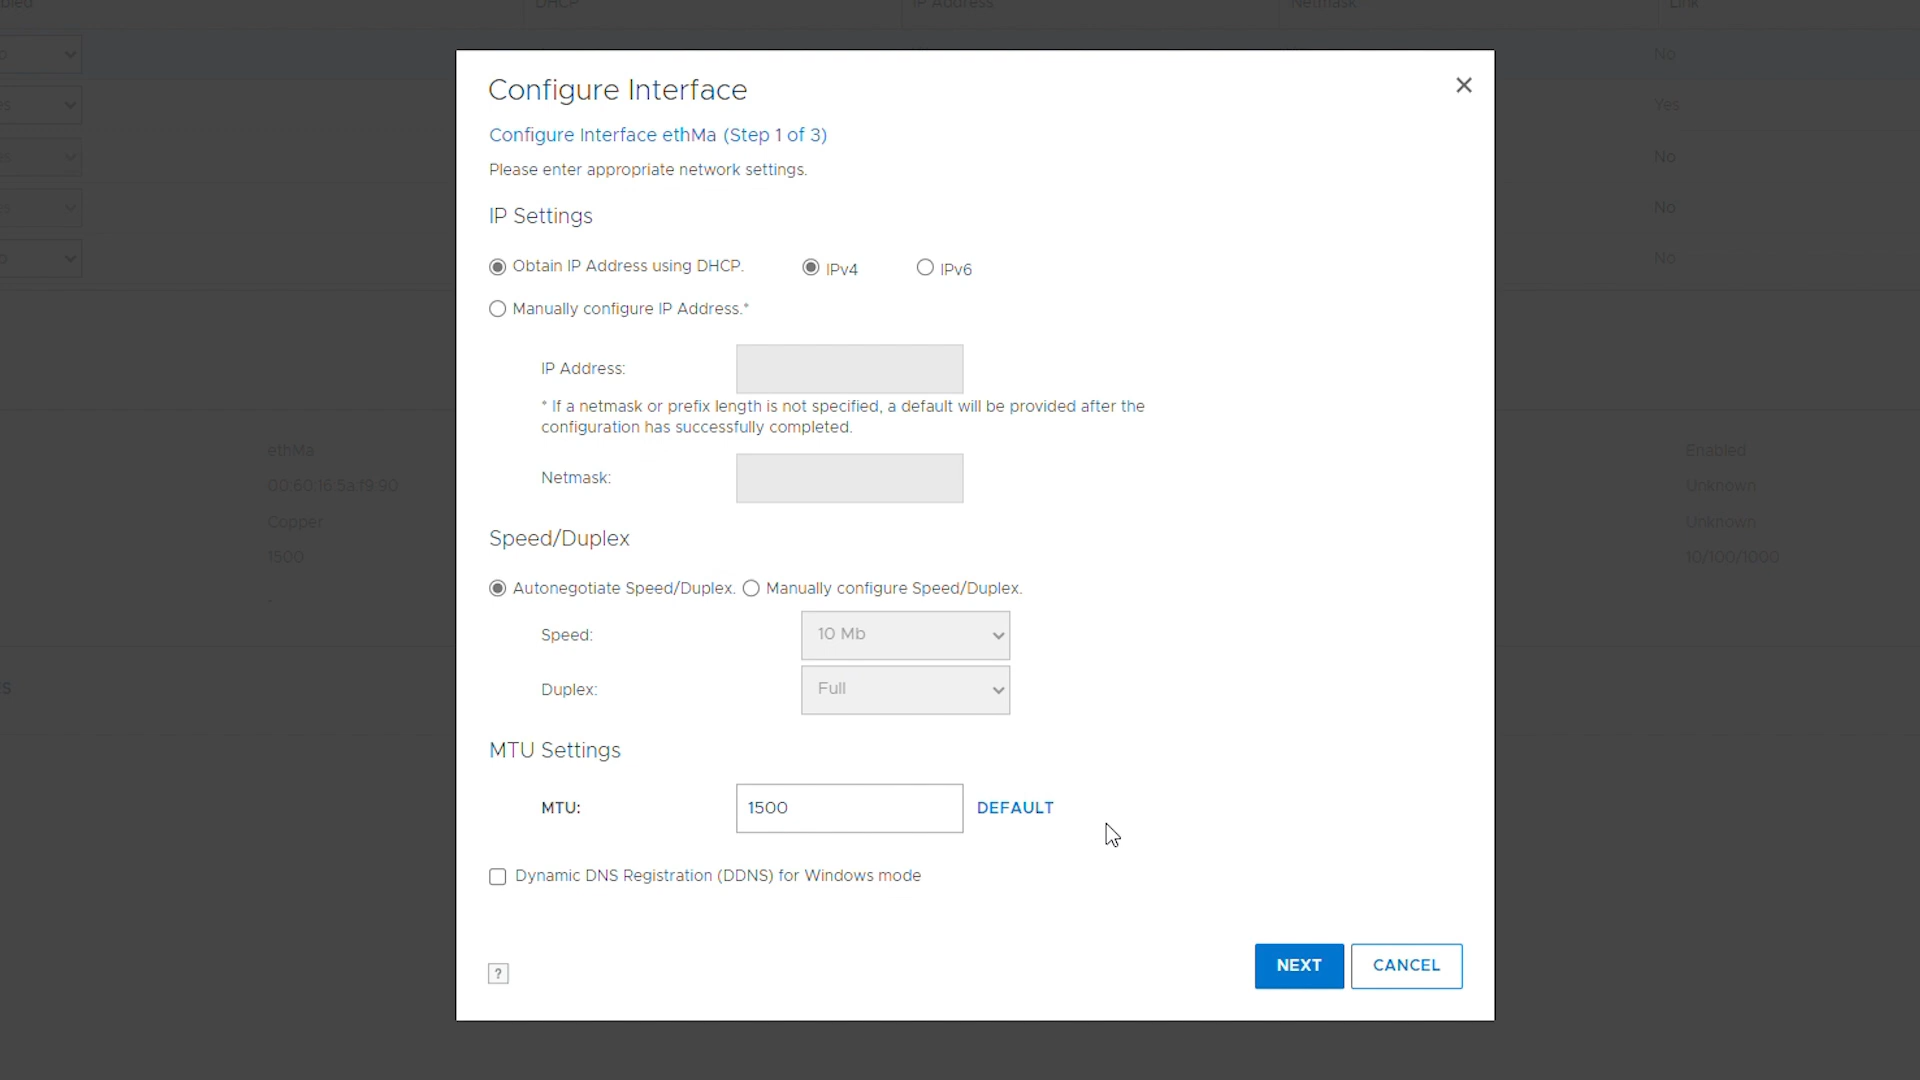 DHCP
IP Address
Netmask
Link
No
Configure Interface
Configure Interface ethMa (Step 1 of 3)
Yes
Please enter appropriate network settings.
No
IP Settings
No
Obtain IP Address using DHCP.
IPv4
IPv6
No
Manually configure IP Address.*
IP Address:
* If a netmask or prefix length is not specified, a default will be provided after the
configuration has successfully completed.
ethMa
Enabled
Netmask:
00:60:16:5a:f9:90
Unknown
Copper
Unknown
Speed/Duplex
1500
10/100/1000
Autonegotiate Speed/Duplex.
Manually configure Speed/Duplex.
Speed:
10 Mb
Duplex:
Full
MTU Settings
MTU:
1500
DEFAULT
Dynamic DNS Registration (DDNS) for Windows mode
?
NEXT
CANCEL